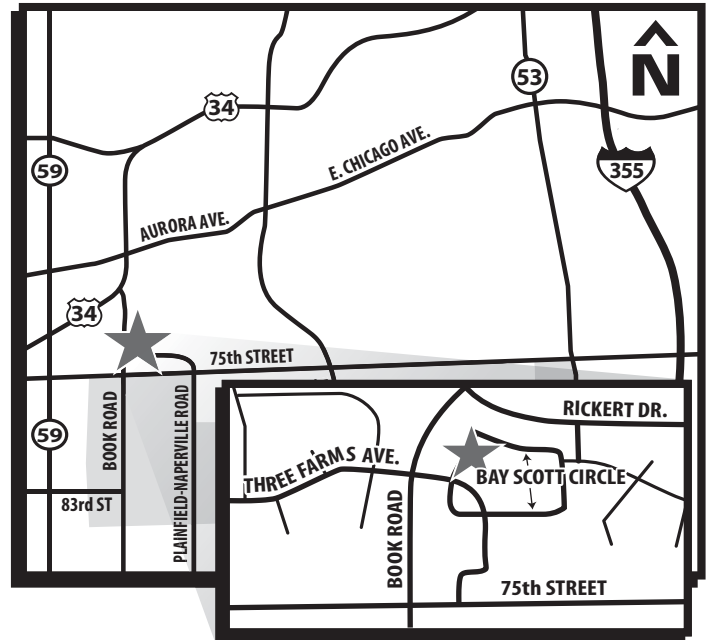 N
53
34
59
355
E. CHICAGO AVE.
AURORA AVE.
34
75th STREET
BOOK ROAD
PLAINFIELD-NAPERVILLE ROAD
59
83rd ST
RICKERT DR.
THREE FARMS AVE.
BAY SCOTT CIRCLE
BOOK ROAD
75th STREET